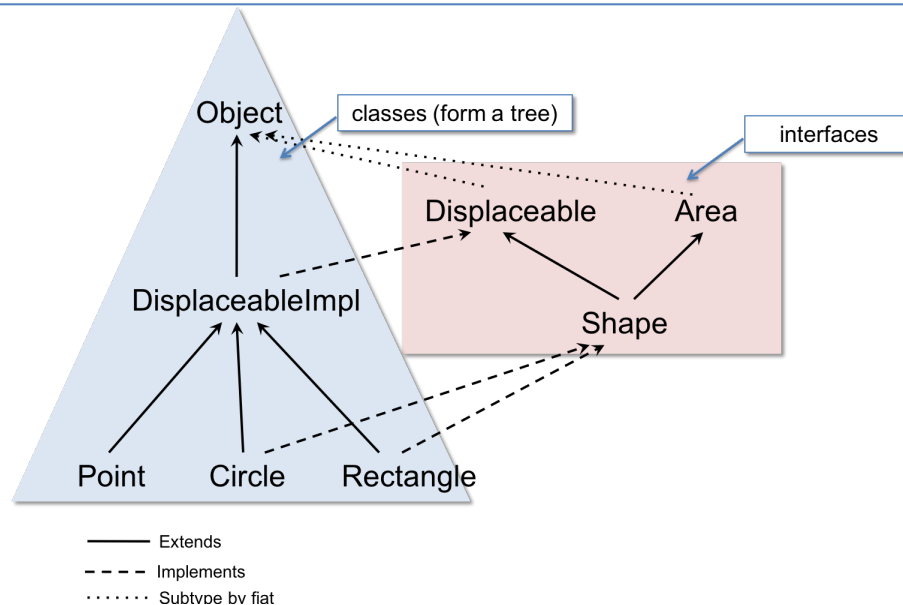 Object
classes (form a tree)
interfaces
Displaceable
Area
DisplaceableImpl
Shape
Point
Circle
Rectangle
Extends
Implements
Subtype by fiat